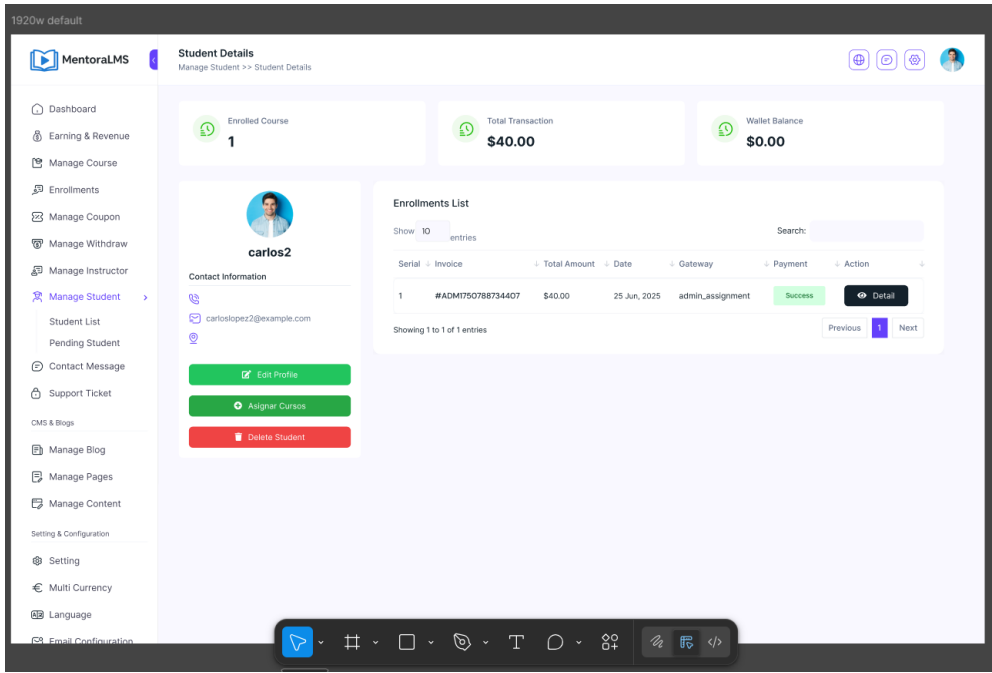 1920w default
MentoraLMS
Student Details
Manage Student >> Student Details
Dashboard
Earning & Revenue
Manage Course
Enrollments
Manage Coupon
Manage Withdraw
Manage Instructor
Manage Student
Student List
Pending Student
Contact Message
Support Ticket
CMS & Blogs
Manage Blog
Manage Pages
Manage Content
Setting & Configuration
Setting
Multi Currency
Language
Email Configuration
Enrolled Course
1
Total Transaction
$40.00
Wallet Balance
$0.00
carlos2
Contact Information
carloslopez2@example.com
Edit Profile
Asignar Cursos
Delete Student
Enrollments List
Show 10 entries
Search:
Serial Invoice Total Amount Date Gateway Payment Action
1 #ADM1750788734407 $40.00 25 Jun, 2025 admin_assignment Success Detail
Showing 1 to 1 of 1 entries
Previous 1 Next